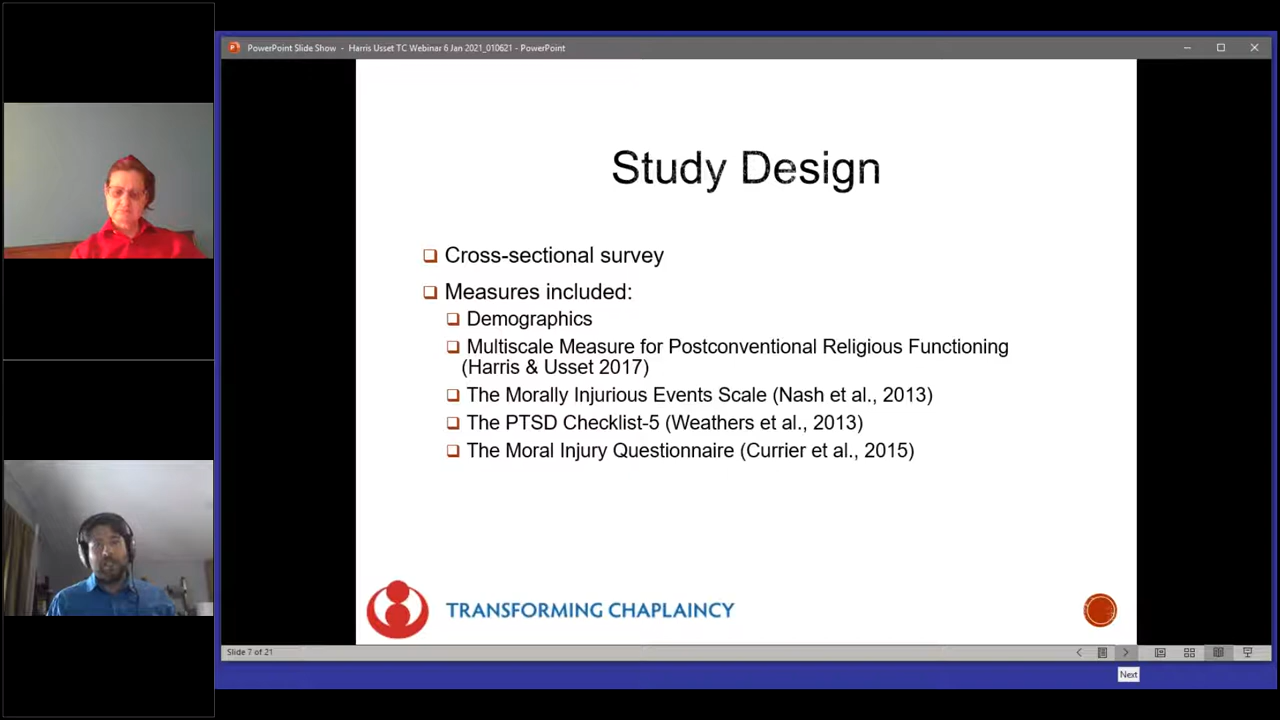 PowerPoint Slide Show - Harris Usset TC Webinar 6 Jan 2021_010621 - PowerPoint
Study Design
Cross-sectional survey
Measures included:
Demographics
Multiscale Measure for Postconventional Religious Functioning
(Harris & Usset 2017)
The Morally Injurious Events Scale (Nash et al., 2013)
The PTSD Checklist-5 (Weathers et al., 2013)
The Moral Injury Questionnaire (Currier et al., 2015)
TRANSFORMING CHAPLAINCY
Slide 7 of 21
Next